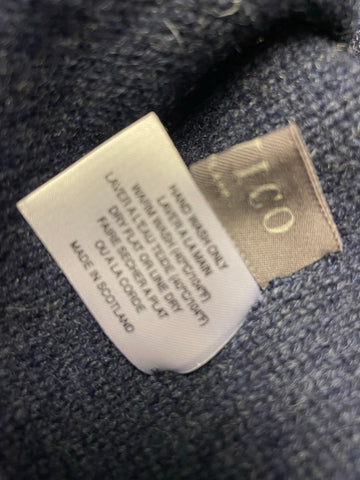 HAND WASH ONLY
LAVER A LA MAIN
WARM WASH (40°C/104°F)
LAVER A L'EAU TIEDE (40°C/104°F)
DRY FLAT OR LINE DRY
FAIRE SECHER A PLAT
OU A LA CORDE
MADE IN SCOTLAND
ICO